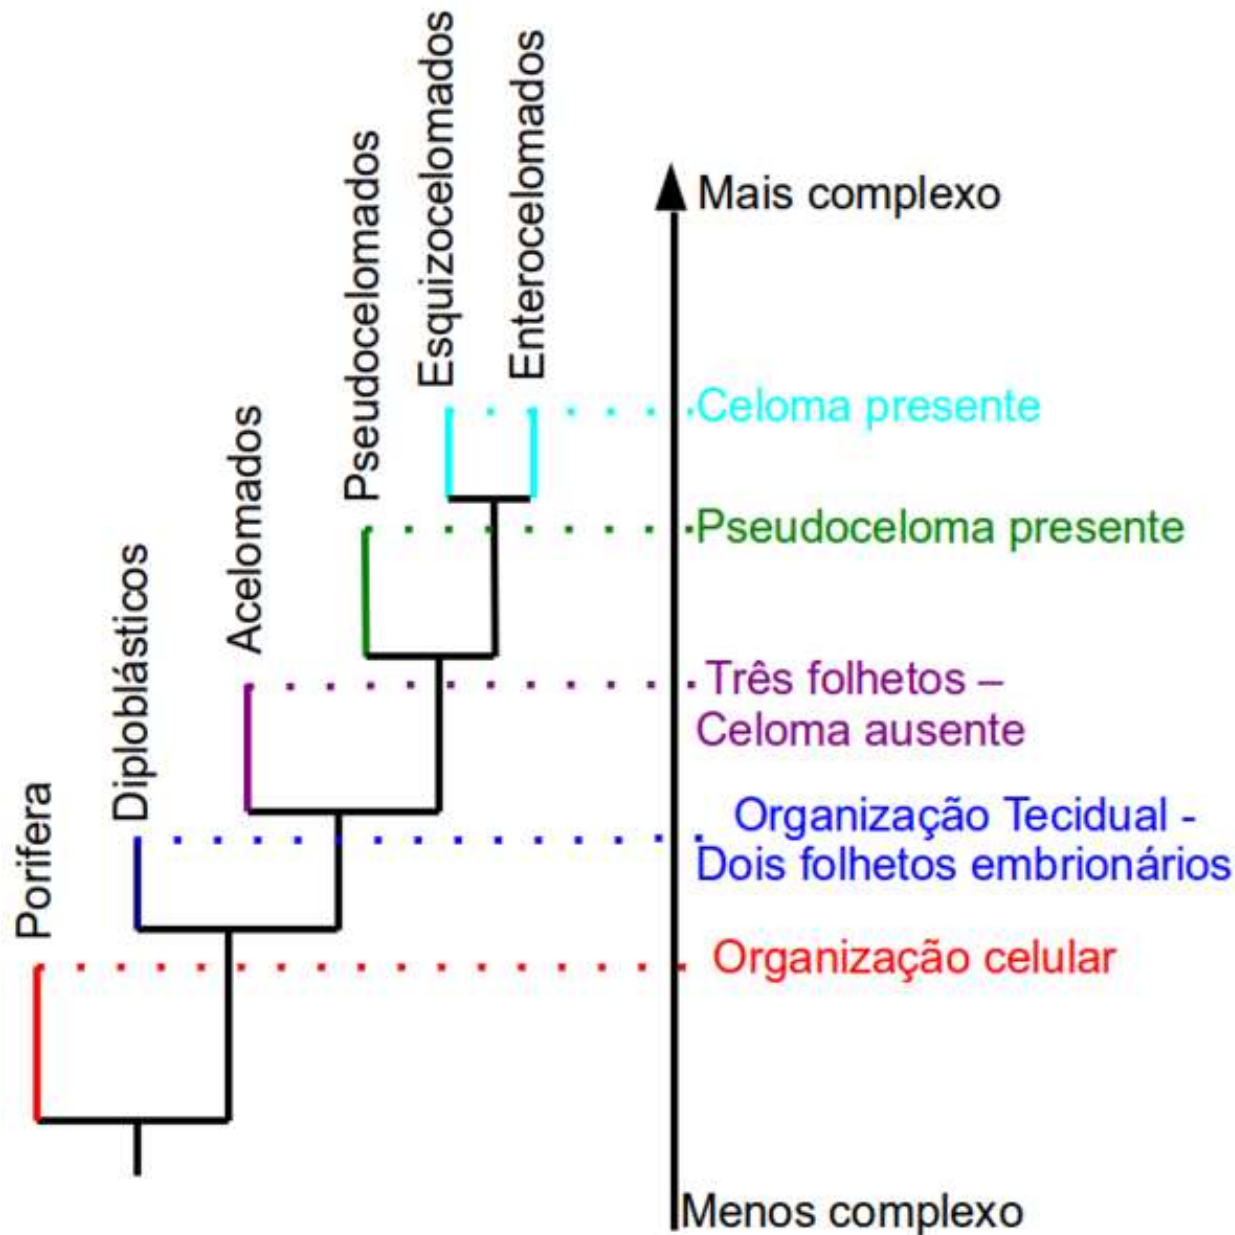 Porifera
Diploblásticos
Acelomados
Pseudocelomados
Esquizocelomados
Enterocelomados
Mais complexo
Celoma presente
Pseudoceloma presente
Três folhetos –
Celoma ausente
Organização Tecidual -
Dois folhetos embrionários
Organização celular
Menos complexo